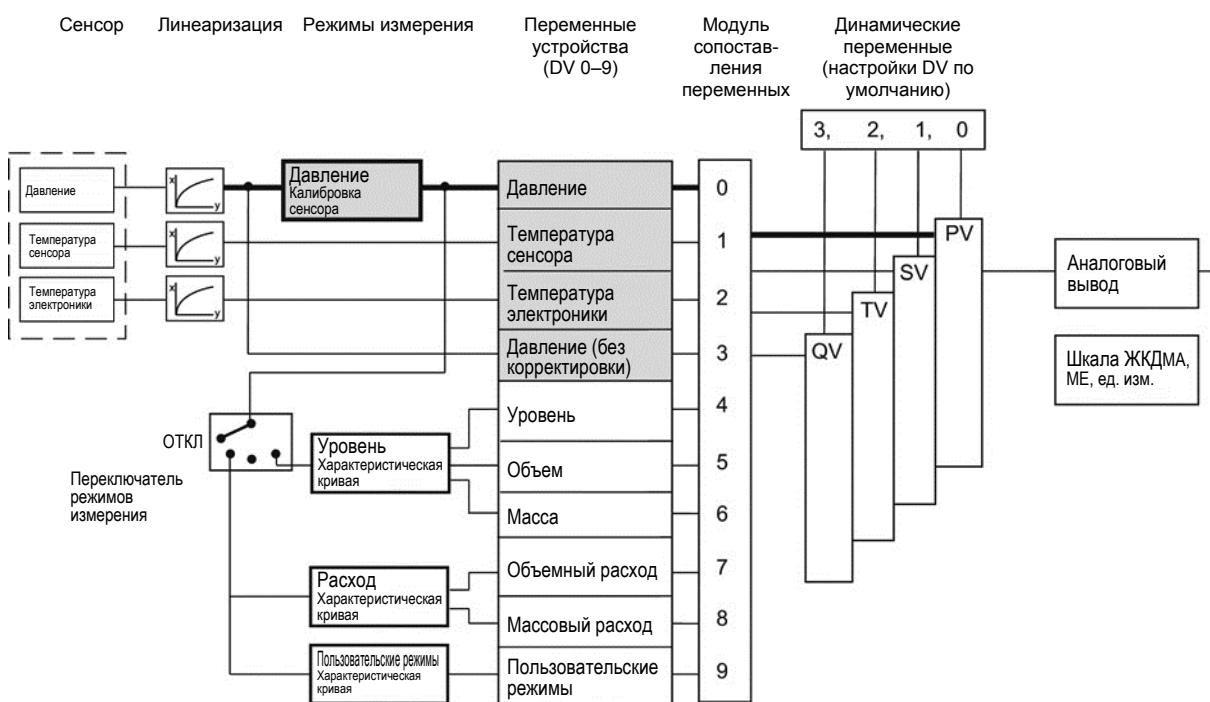 Сенсор
Линеаризация
Режимы измерения
Переменные
устройства
(DV 0–9)
Модуль
сопостав-
ления
переменных
Динамические
переменные
(настройки DV по
умолчанию)
3, 2, 1, 0
Давление
Температура
сенсора
Температура
электроники
x
y
x
y
x
y
Давление
Калибровка
сенсора
Давление
Температура
сенсора
Температура
электроники
Давление (без
корректировки)
Уровень
Объем
Масса
Объемный расход
Массовый расход
Пользовательские
режимы
0
1
2
3
4
5
6
7
8
9
PV
SV
TV
QV
Аналоговый
вывод
Шкала ЖКДМА,
МЕ, ед. изм.
ОТКЛ
Переключатель
режимов
измерения
Уровень
Характеристическая
кривая
Расход
Характеристическая
кривая
Пользовательские режимы
Характеристическая
кривая